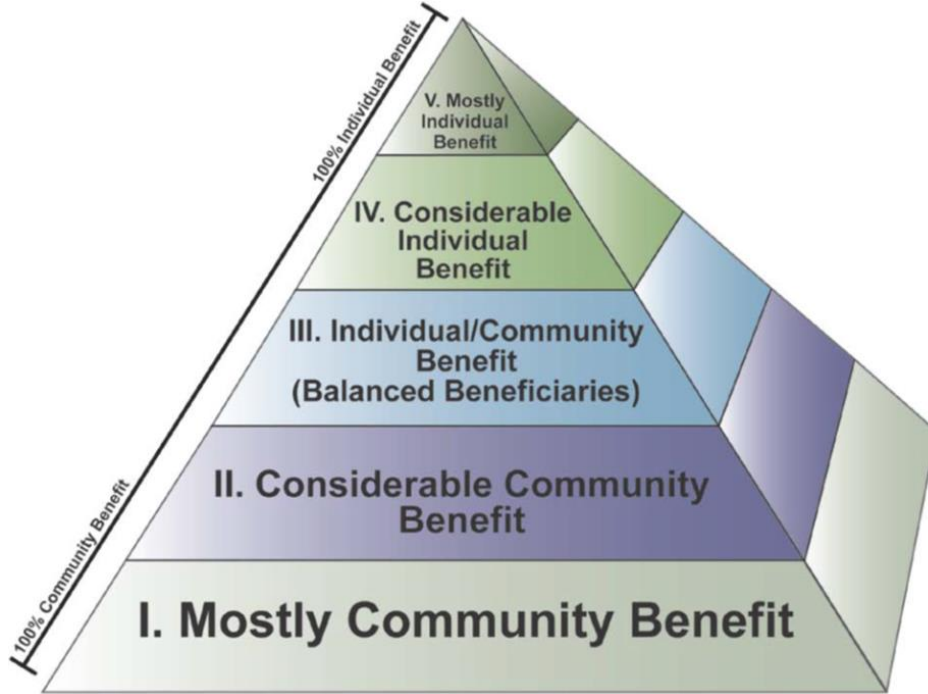 100% Individual Benefit
V. Mostly
Individual
Benefit
IV. Considerable
Individual
Benefit
III. Individual/Community
Benefit
(Balanced Beneficiaries)
II. Considerable Community
Benefit
100% Community Benefit
I. Mostly Community Benefit